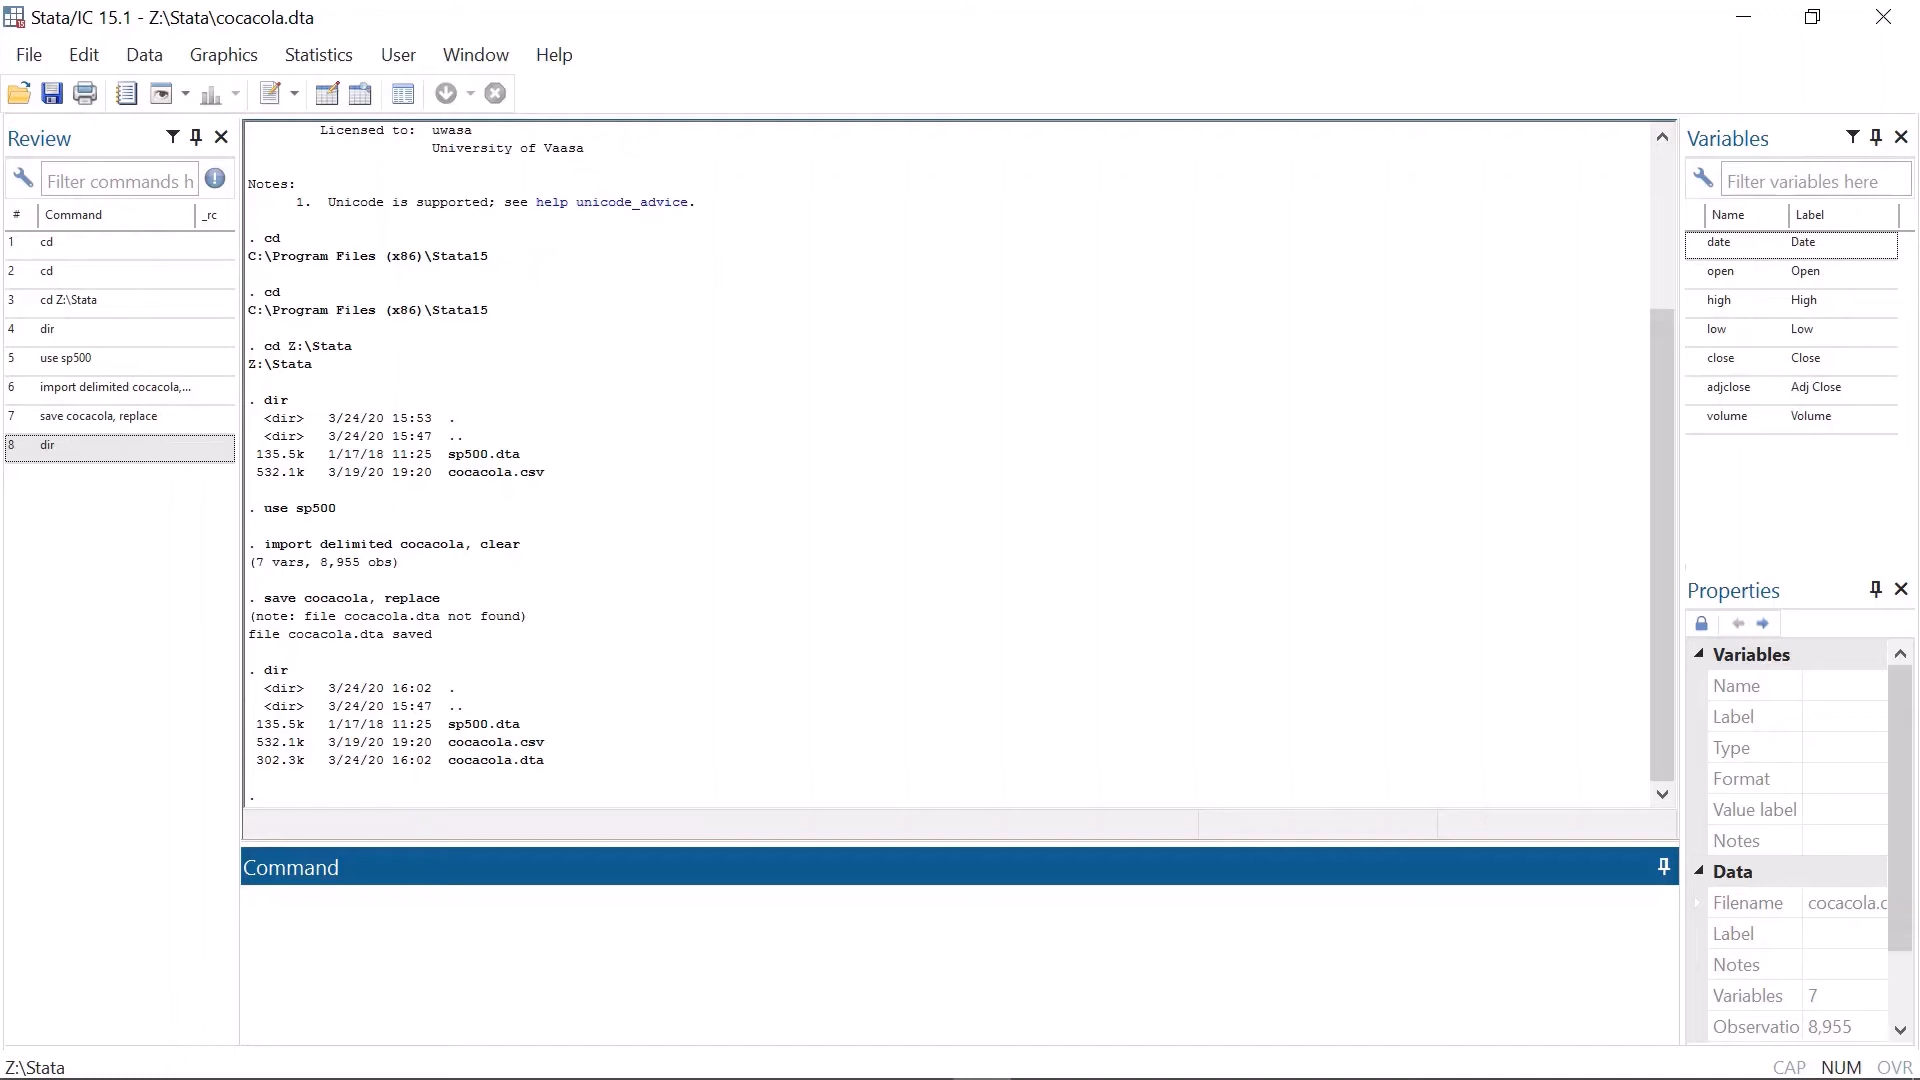 Stata/IC 15.1 - Z:\Stata\cocacola.dta
File Edit Data Graphics Statistics User Window Help
Review
Filter commands h
# Command _rc
1 cd
2 cd
3 cd Z:\Stata
4 dir
5 use sp500
6 import delimited cocacola,...
7 save cocacola, replace
8 dir
Licensed to: uwasa
University of Vaasa
Notes:
1. Unicode is supported; see help unicode_advice.
. cd
C:\Program Files (x86)\Stata15
. cd
C:\Program Files (x86)\Stata15
. cd Z:\Stata
Z:\Stata
. dir
<dir> 3/24/20 15:53 .
<dir> 3/24/20 15:47 ..
135.5k 1/17/18 11:25 sp500.dta
532.1k 3/19/20 19:20 cocacola.csv
. use sp500
. import delimited cocacola, clear
(7 vars, 8,955 obs)
. save cocacola, replace
(note: file cocacola.dta not found)
file cocacola.dta saved
. dir
<dir> 3/24/20 16:02 .
<dir> 3/24/20 15:47 ..
135.5k 1/17/18 11:25 sp500.dta
532.1k 3/19/20 19:20 cocacola.csv
302.3k 3/24/20 16:02 cocacola.dta
.
Command
Variables
Filter variables here
Name Label
date Date
open Open
high High
low Low
close Close
adjclose Adj Close
volume Volume
Properties
Variables
Name
Label
Type
Format
Value label
Notes
Data
Filename cocacola.c
Label
Notes
Variables 7
Observatio 8,955
Z:\Stata
CAP NUM OVR